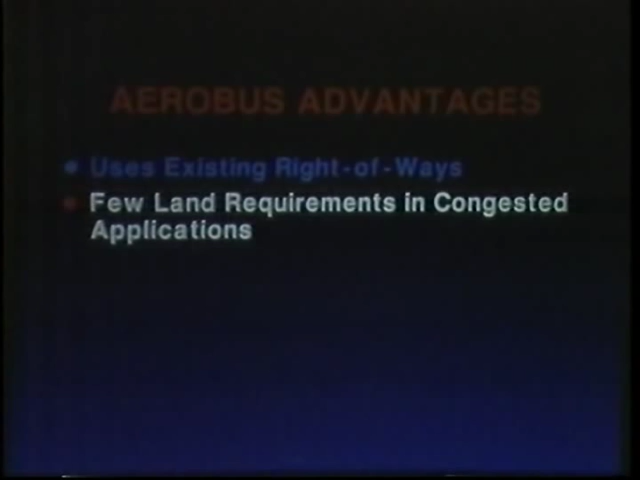 AEROBUS ADVANTAGES
• Uses Existing Right-of-Ways
• Few Land Requirements in Congested
Applications